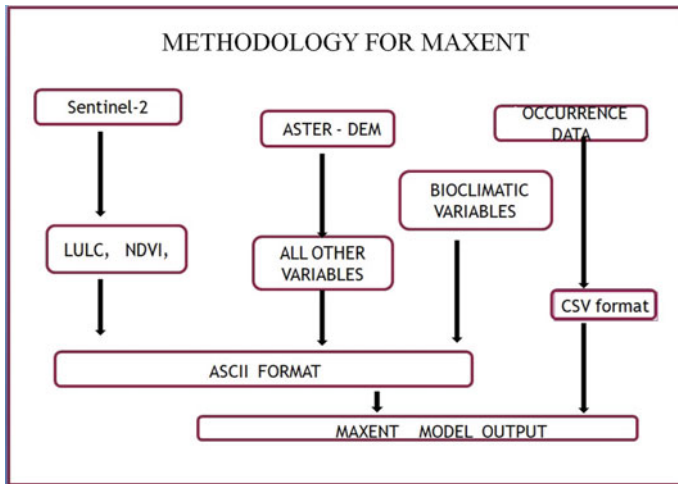 METHODOLOGY FOR MAXENT
Sentinel-2
ASTER - DEM
OCCURRENCE
DATA
BIOCLIMATIC
VARIABLES
LULC, NDVI,
ALL OTHER
VARIABLES
CSV format
ASCII FORMAT
MAXENT MODEL OUTPUT